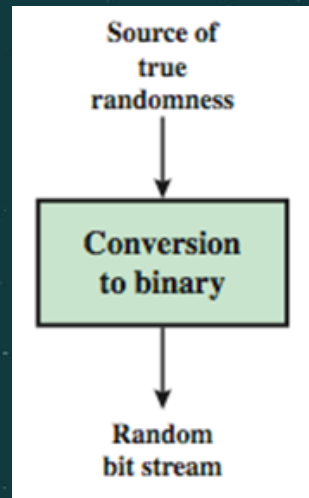 Source of
true
randomness
Conversion
to binary
Random
bit stream